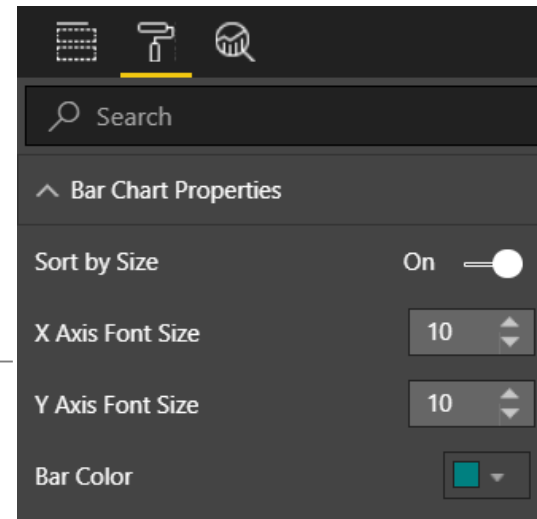 Search
Bar Chart Properties
Sort by Size On
X Axis Font Size 10
Y Axis Font Size 10
Bar Color